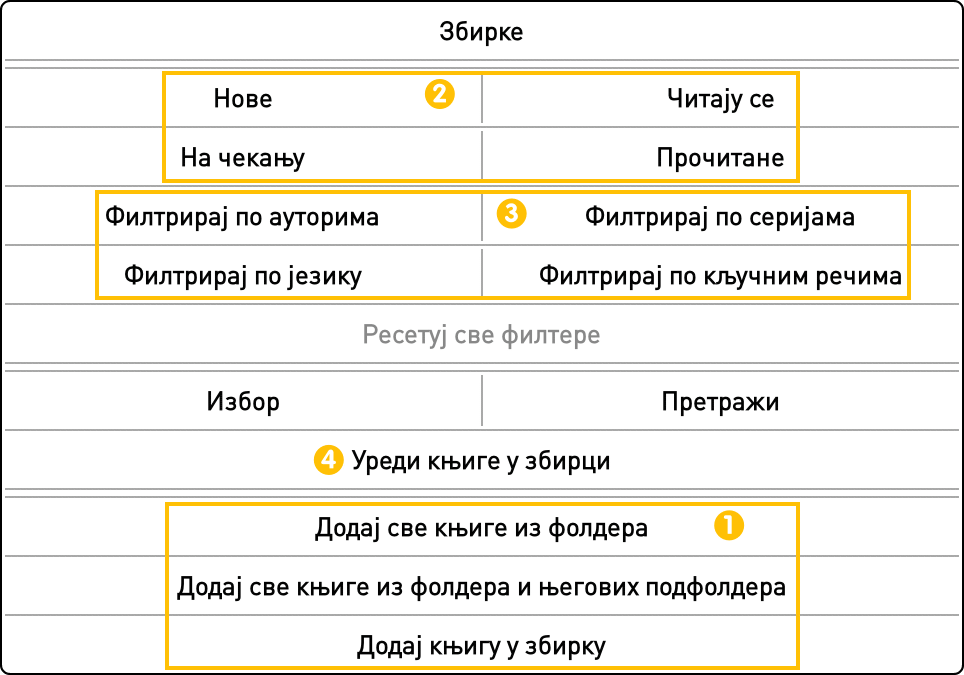 Збирке
Нове 2 Читају се
На чекању Прочитане
Филтрирај по ауторима 3 Филтрирај по серијама
Филтрирај по језику Филтрирај по кључним речима
Ресетуј све филтере
Избор Претражи
4 Уреди књиге у збирци
Додај све књиге из фолдера 1
Додај све књиге из фолдера и његових подфолдера
Додај књигу у збирку